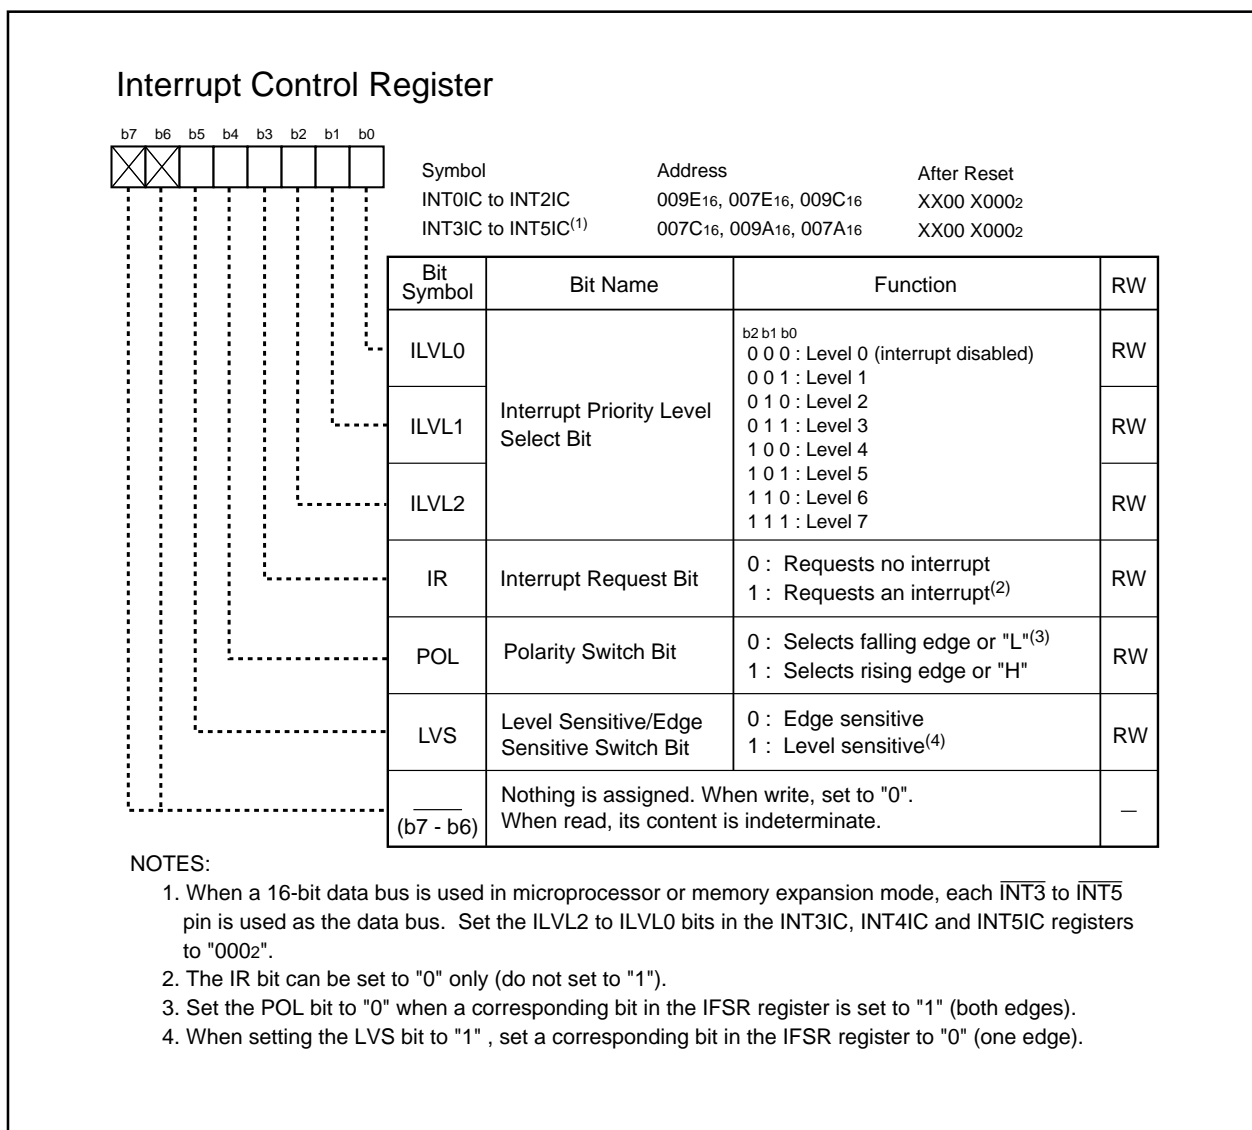 Interrupt Control Register
b7 b6 b5 b4 b3 b2 b1 b0
Symbol Address After Reset
INT0IC to INT2IC 009E16, 007E16, 009C16 XX00 X0002
INT3IC to INT5IC(1) 007C16, 009A16, 007A16 XX00 X0002
Bit Symbol Bit Name Function RW
ILVL0 RW
ILVL1 RW
ILVL2 RW
Interrupt Priority Level
Select Bit
b2 b1 b0
0 0 0 : Level 0 (interrupt disabled)
0 0 1 : Level 1
0 1 0 : Level 2
0 1 1 : Level 3
1 0 0 : Level 4
1 0 1 : Level 5
1 1 0 : Level 6
1 1 1 : Level 7
IR Interrupt Request Bit RW
0 : Requests no interrupt
1 : Requests an interrupt(2)
POL Polarity Switch Bit RW
0 : Selects falling edge or "L"(3)
1 : Selects rising edge or "H"
LVS RW
Level Sensitive/Edge
Sensitive Switch Bit
0 : Edge sensitive
1 : Level sensitive(4)
(b7 - b6) —
Nothing is assigned. When write, set to "0".
When read, its content is indeterminate.
NOTES:
1. When a 16-bit data bus is used in microprocessor or memory expansion mode, each INT3 to INT5
pin is used as the data bus. Set the ILVL2 to ILVL0 bits in the INT3IC, INT4IC and INT5IC registers
to "0002".
2. The IR bit can be set to "0" only (do not set to "1").
3. Set the POL bit to "0" when a corresponding bit in the IFSR register is set to "1" (both edges).
4. When setting the LVS bit to "1" , set a corresponding bit in the IFSR register to "0" (one edge).